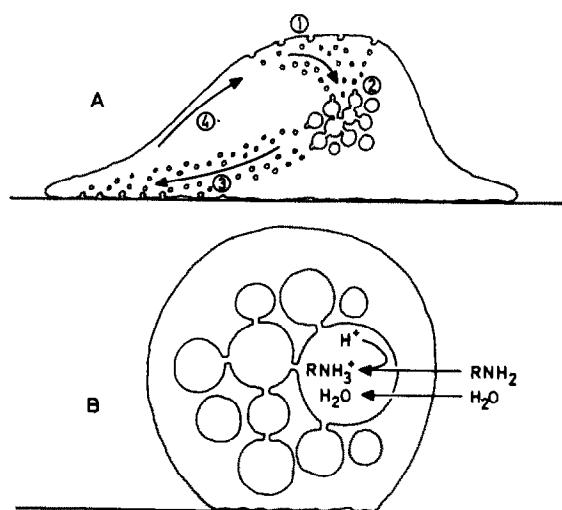 ①
A
②
④
③
H⁺
RNH₃⁺ RNH₂
H₂O H₂O
B